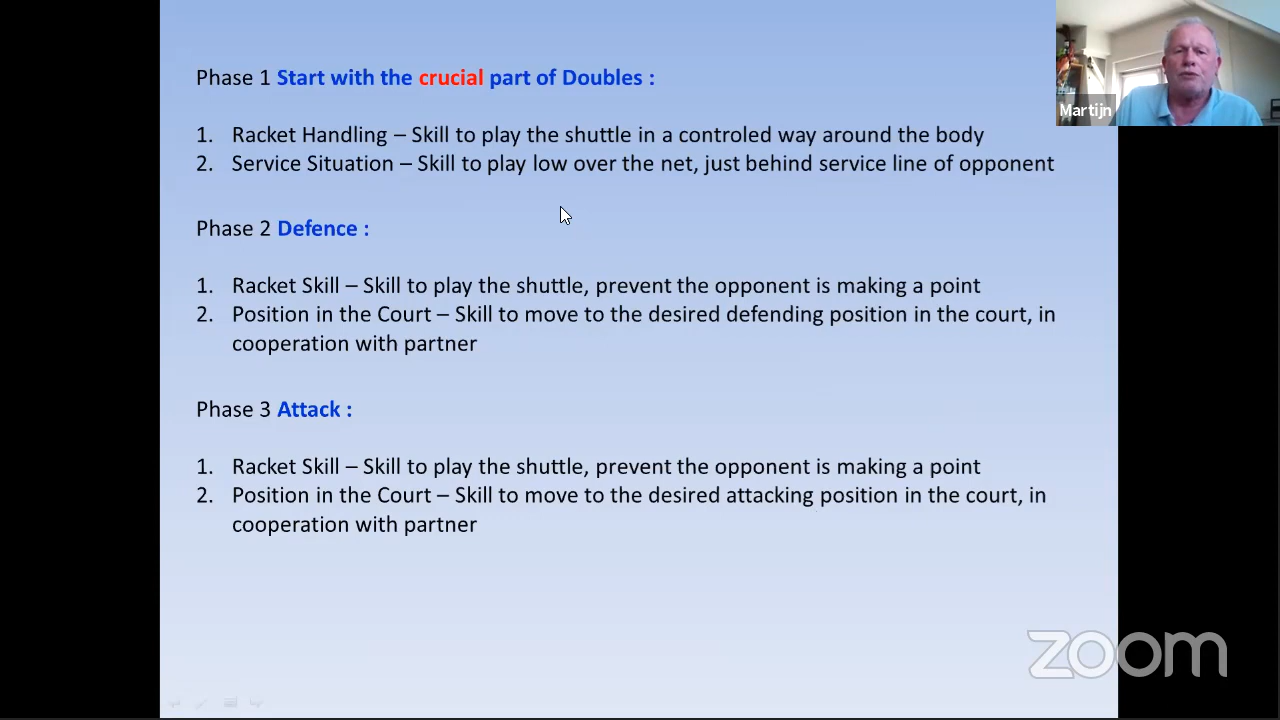 Phase 1 Start with the crucial part of Doubles :
1. Racket Handling – Skill to play the shuttle in a controled way around the body
2. Service Situation – Skill to play low over the net, just behind service line of opponent
Phase 2 Defence :
1. Racket Skill – Skill to play the shuttle, prevent the opponent is making a point
2. Position in the Court – Skill to move to the desired defending position in the court, in
cooperation with partner
Phase 3 Attack :
1. Racket Skill – Skill to play the shuttle, prevent the opponent is making a point
2. Position in the Court – Skill to move to the desired attacking position in the court, in
cooperation with partner
Martijn
zoom